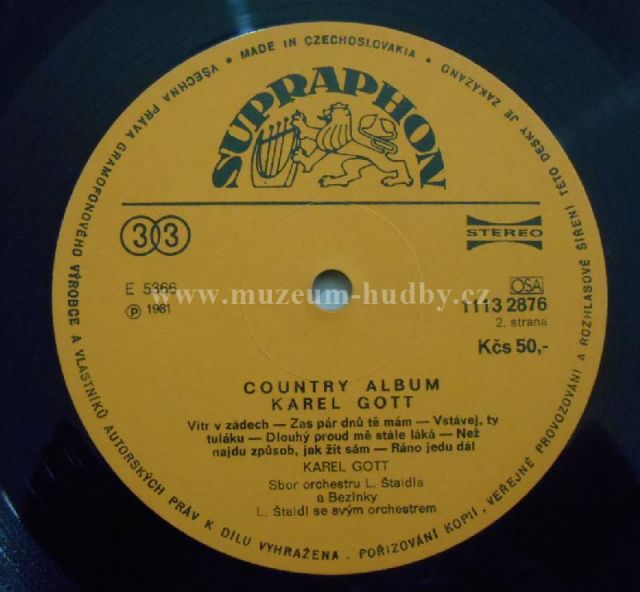 VŠECHNA PRÁVA GRAMOFONOVÉHO VÝROBCE A VLASTNÍKŮ AUTORSKÝCH PRÁV K DÍLU VYHRAŽENA . POŘIZOVÁNÍ KOPIÍ, VEŘEJNÉ PROVOZOVÁNÍ A ROZHLASOVÉ ŠÍŘENÍ TÉTO DESKY JE ZAKÁZÁNO
• MADE IN CZECHOSLOVAKIA •
SUPRAPHON
33
STEREO
E 5366
OSA
℗ 1981
www.muzeum-hudby.cz
1113 2876
2. strana
Kčs 50,-
COUNTRY ALBUM
KAREL GOTT
Vítr v zádech — Zas pár dnů tě mám — Vstávej, ty
tuláku — Dlouhý proud mě stále láká — Než
najdu způsob, jak žít sám — Ráno jedu dál
KAREL GOTT
Sbor orchestru L. Štaidla
a Bezinky
L. Štaidl se svým orchestrem